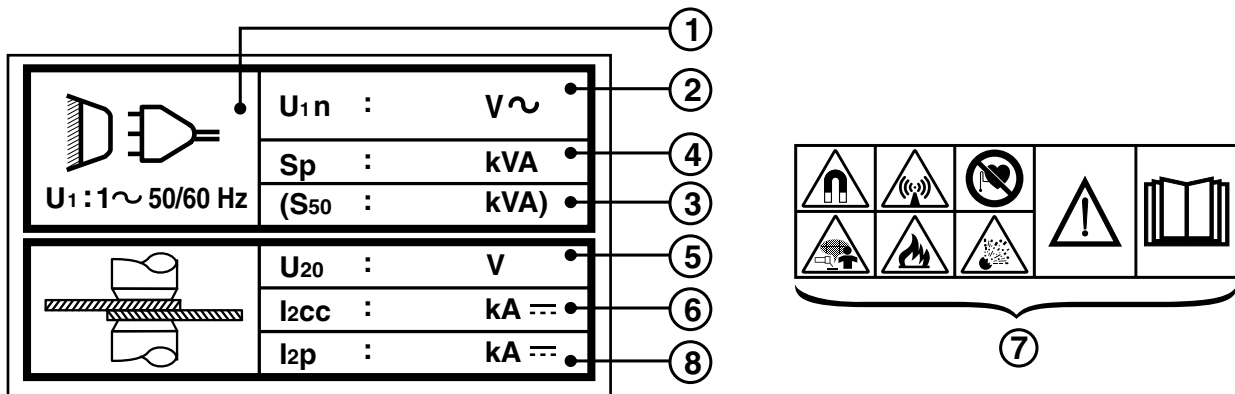 1
U1n : V~ 2
Sp : kVA 4
U1:1~ 50/60 Hz (S50 : kVA) 3
U20 : V 5
I2cc : kA ⎓ 6
I2p : kA ⎓ 8
7